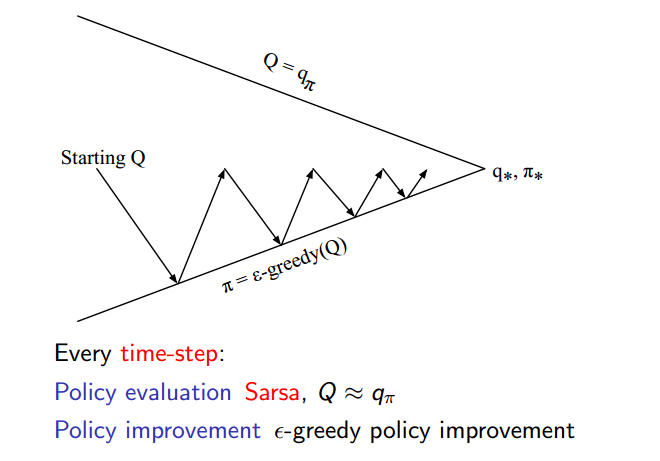 Q = qπ
Starting Q
q*, π*
π = ε-greedy(Q)
Every time-step:
Policy evaluation Sarsa, Q ≈ qπ
Policy improvement ϵ-greedy policy improvement